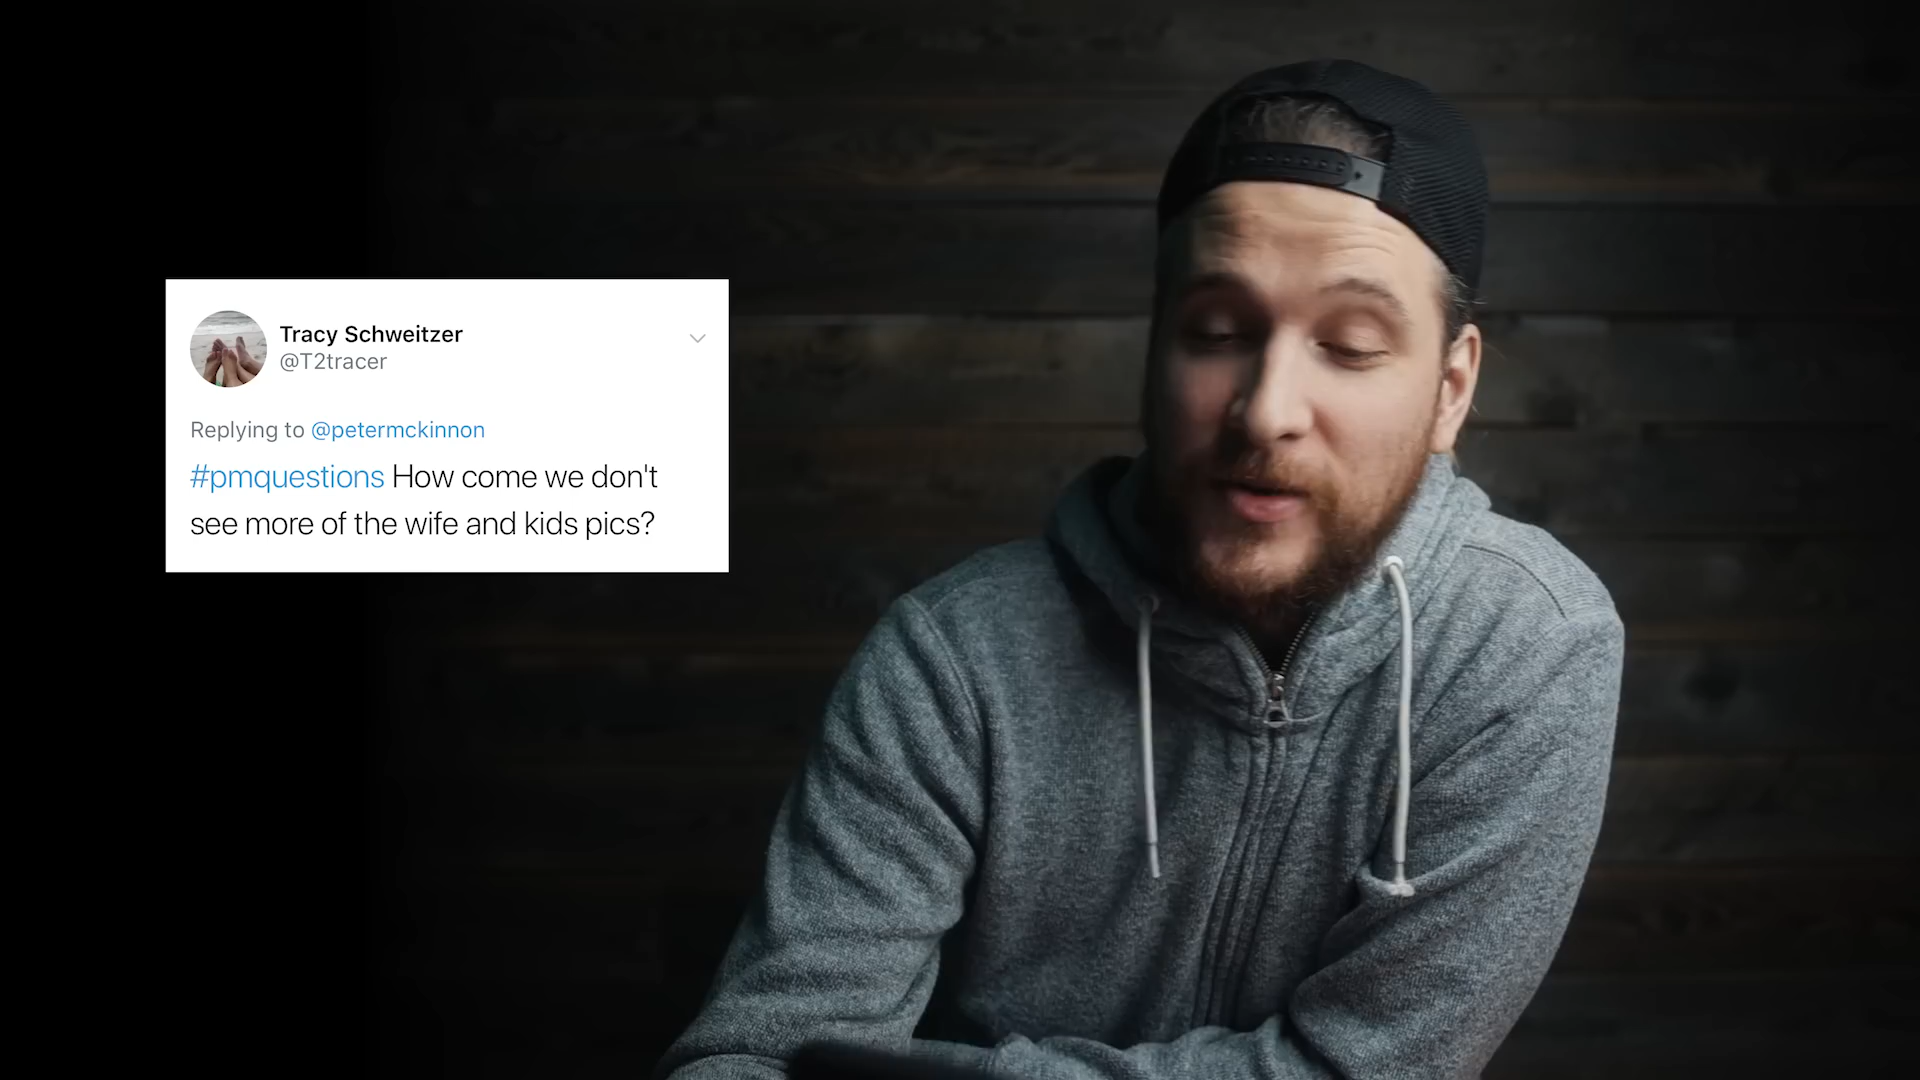 Tracy Schweitzer
@T2tracer
Replying to @petermckinnon
#pmquestions How come we don't
see more of the wife and kids pics?